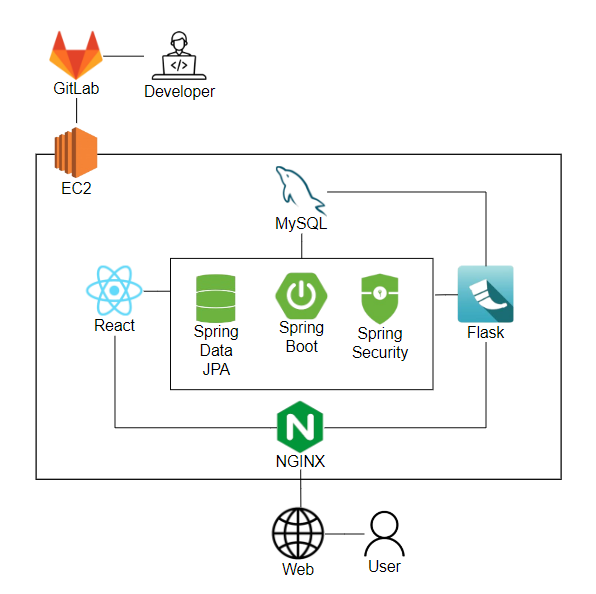 GitLab
Developer
EC2
MySQL
React
Spring
Data
JPA
Spring
Boot
Spring
Security
Flask
NGINX
Web
User